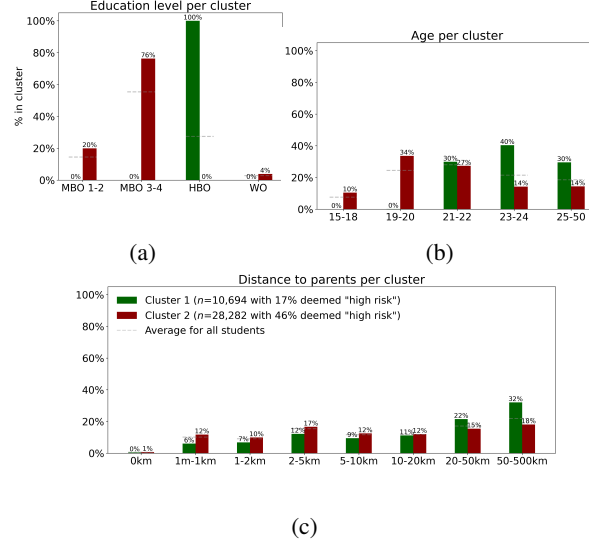 Education level per cluster
% in cluster
100%
80%
60%
40%
20%
0%
0%
20%
0%
76%
100%
0%
0%
4%
MBO 1-2
MBO 3-4
HBO
WO
(a)
Age per cluster
100%
80%
60%
40%
20%
0%
0%
10%
0%
34%
30%
27%
40%
14%
30%
14%
15-18
19-20
21-22
23-24
25-50
(b)
Distance to parents per cluster
Cluster 1 (n=10,694 with 17% deemed "high risk")
Cluster 2 (n=28,282 with 46% deemed "high risk")
Average for all students
100%
80%
60%
40%
20%
0%
0%
1%
6%
12%
7%
10%
12%
17%
9%
12%
11%
12%
22%
15%
32%
18%
0km
1m-1km
1-2km
2-5km
5-10km
10-20km
20-50km
50-500km
(c)